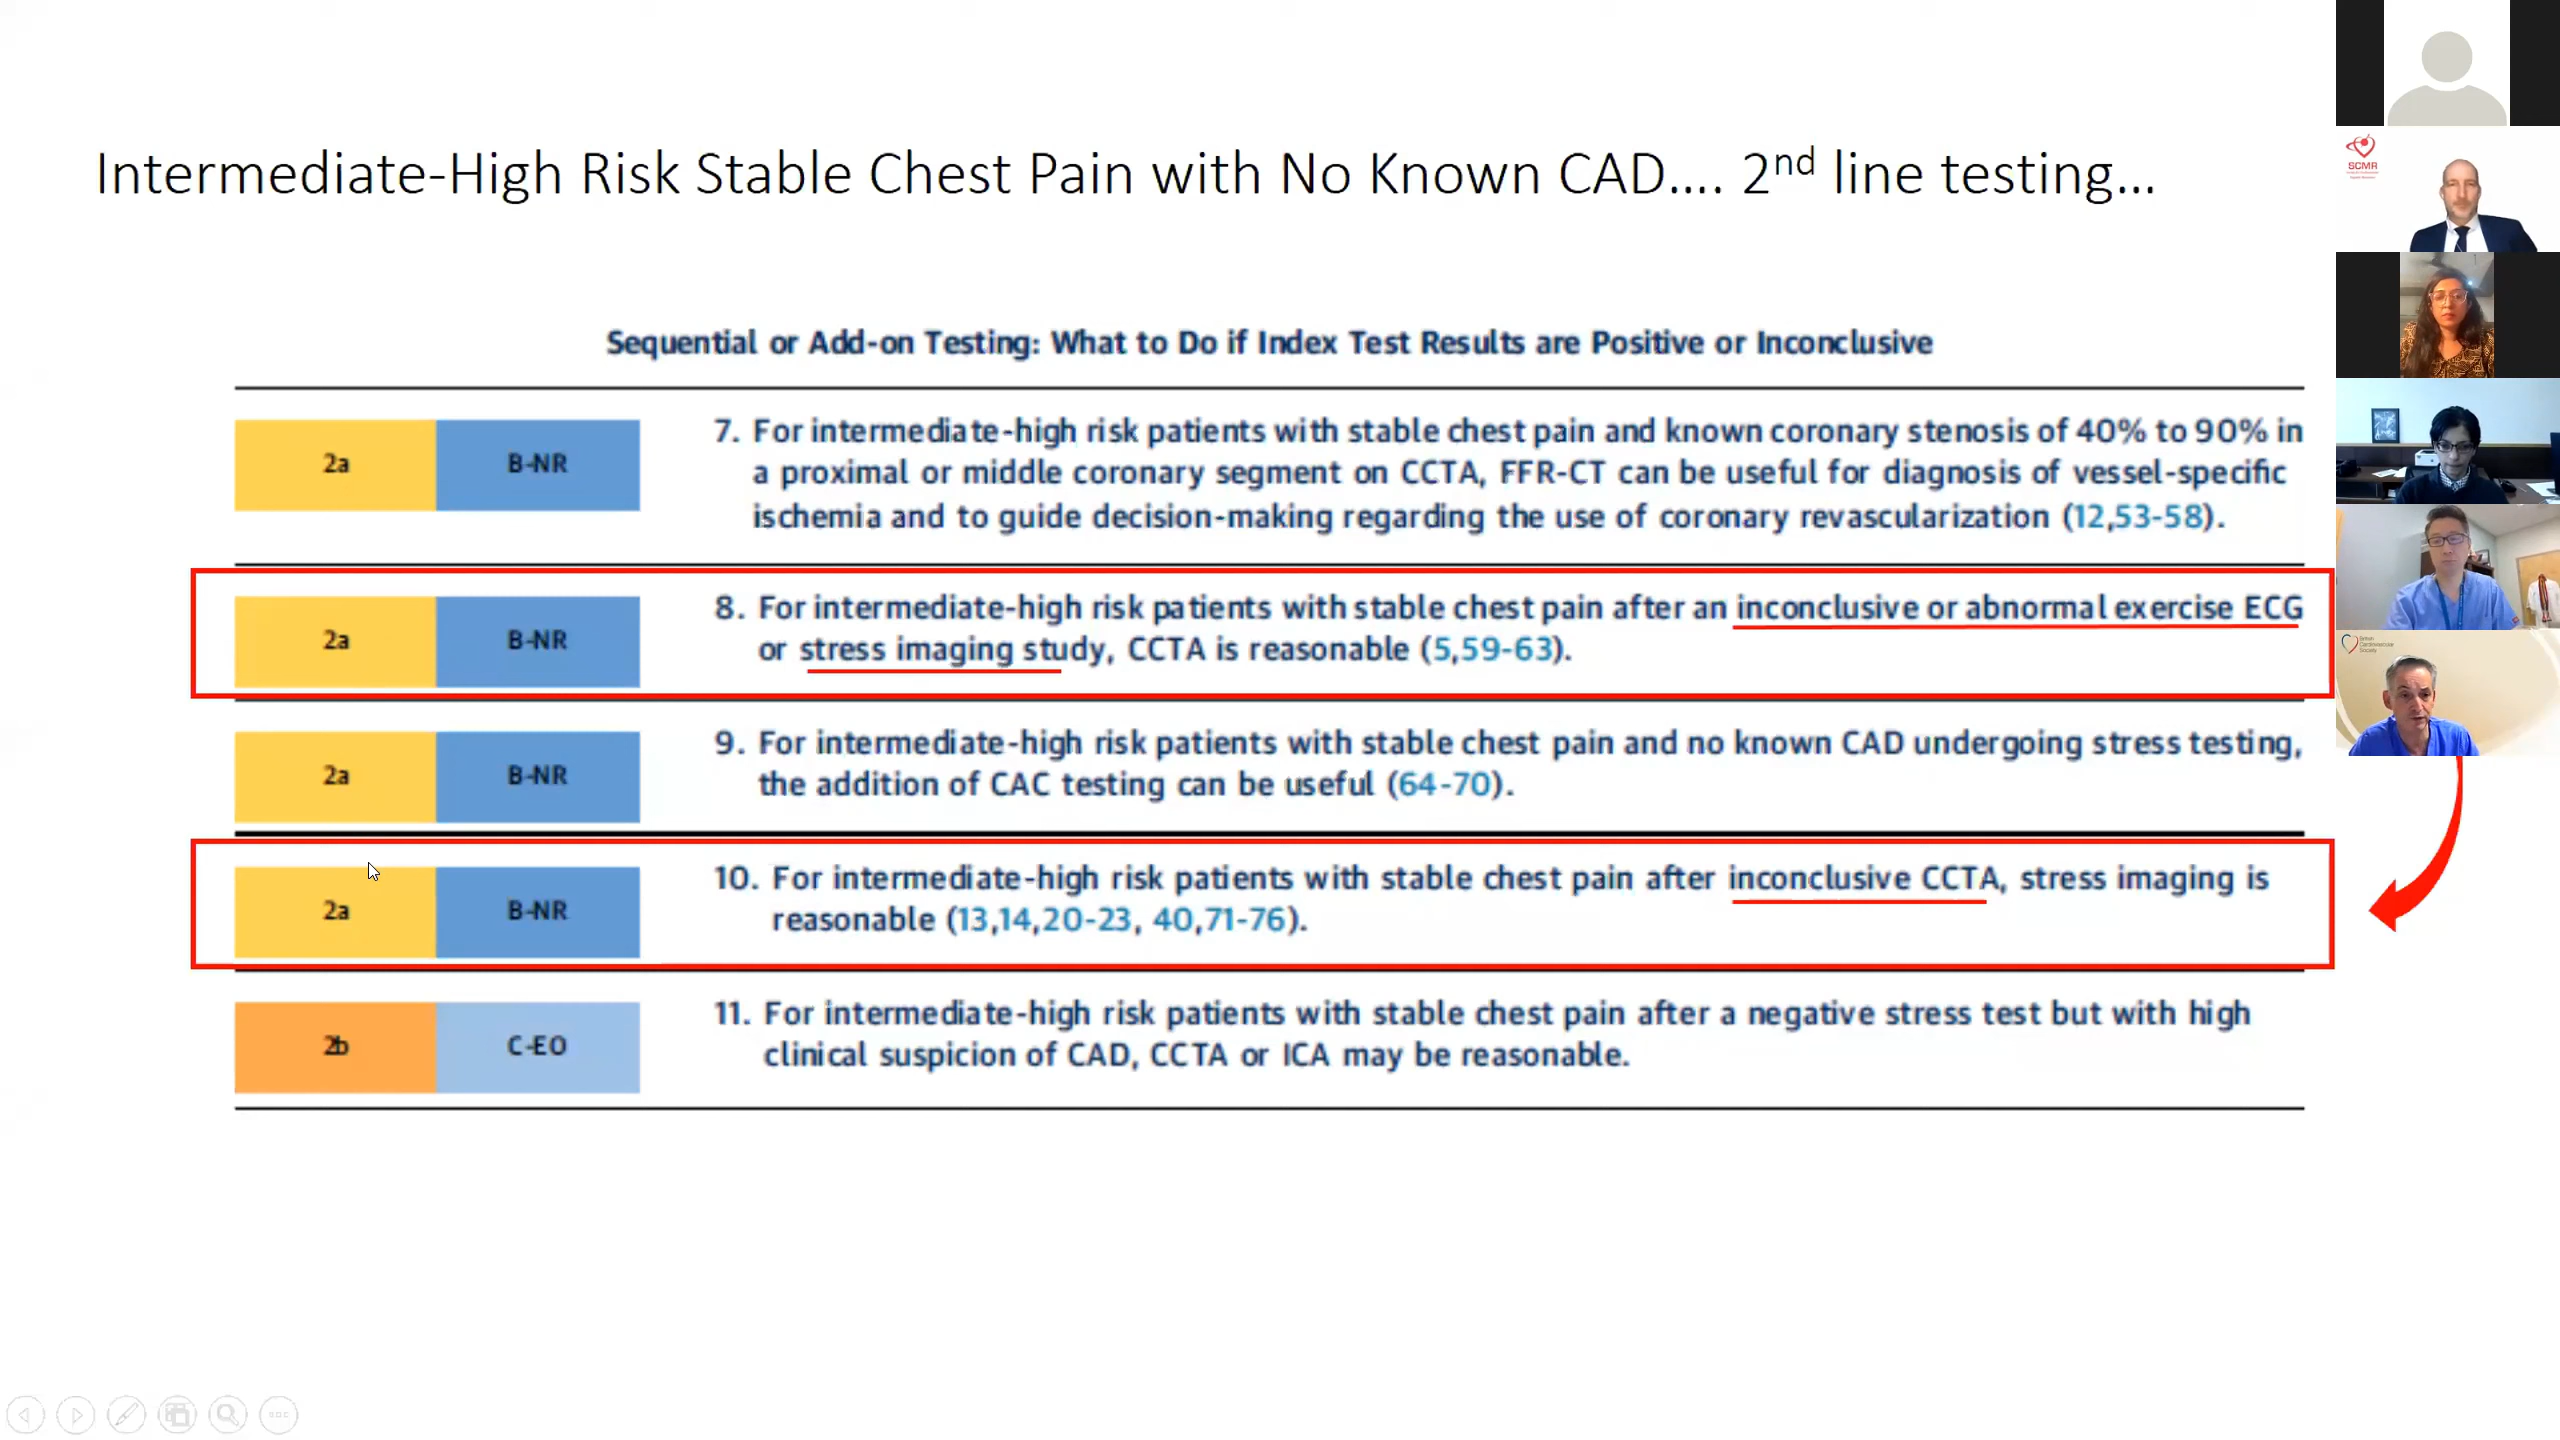 Intermediate-High Risk Stable Chest Pain with No Known CAD.... 2nd line testing...
Sequential or Add-on Testing: What to Do if Index Test Results are Positive or Inconclusive
2a B-NR
7. For intermediate-high risk patients with stable chest pain and known coronary stenosis of 40% to 90% in
a proximal or middle coronary segment on CCTA, FFR-CT can be useful for diagnosis of vessel-specific
ischemia and to guide decision-making regarding the use of coronary revascularization (12,53-58).
2a B-NR
8. For intermediate-high risk patients with stable chest pain after an inconclusive or abnormal exercise ECG
or stress imaging study, CCTA is reasonable (5,59-63).
2a B-NR
9. For intermediate-high risk patients with stable chest pain and no known CAD undergoing stress testing,
the addition of CAC testing can be useful (64-70).
2a B-NR
10. For intermediate-high risk patients with stable chest pain after inconclusive CCTA, stress imaging is
reasonable (13,14,20-23, 40,71-76).
2b C-EO
11. For intermediate-high risk patients with stable chest pain after a negative stress test but with high
clinical suspicion of CAD, CCTA or ICA may be reasonable.
SCMR
British
Cardiovascular
Society